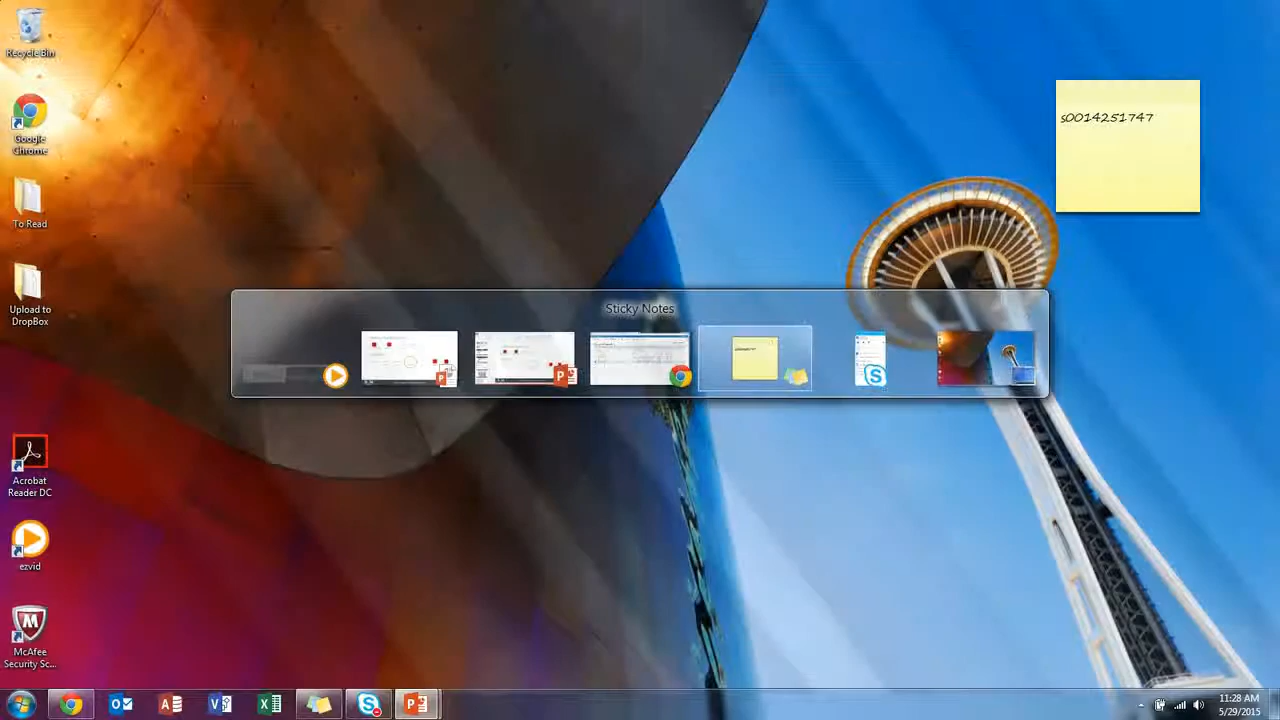 Recycle Bin
Google
Chrome
To Read
Upload to
DropBox
Acrobat
Reader DC
ezvid
McAfee
Security Sc...
s0014251747
Sticky Notes
11:28 AM
5/29/2015